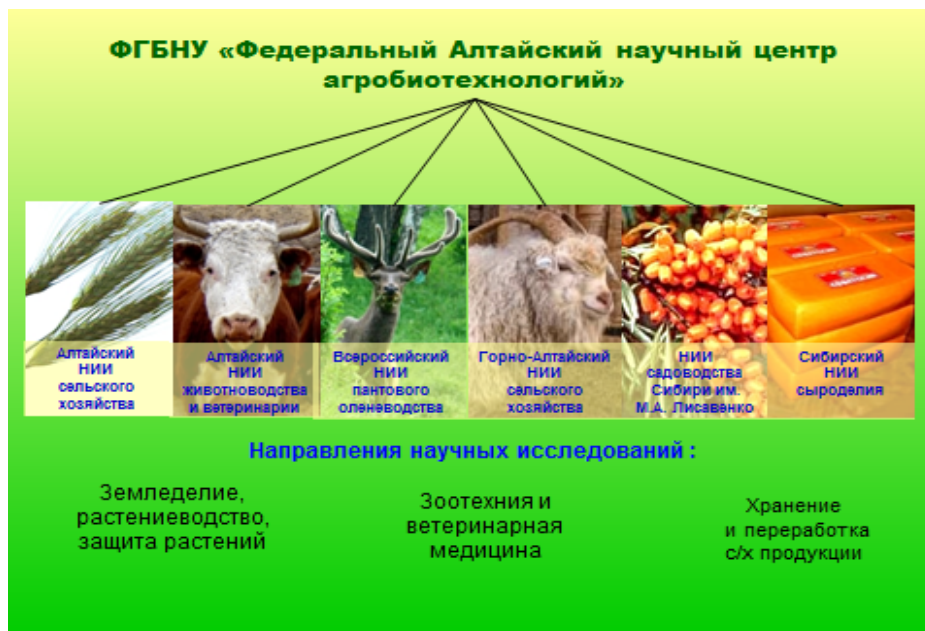 ФГБНУ «Федеральный Алтайский научный центр
агробиотехнологий»
Алтайский
НИИ
сельского
хозяйства
Алтайский
НИИ
животноводства
и ветеринарии
Всероссийский
НИИ
пантового
оленеводства
Горно-Алтайский
НИИ
сельского
хозяйства
НИИ
садоводства
Сибири им.
М.А. Лисавенко
Сибирский
НИИ
сыроделия
Направления научных исследований :
Земледелие,
растениеводство,
защита растений
Зоотехния и
ветеринарная
медицина
Хранение
и переработка
с/х продукции